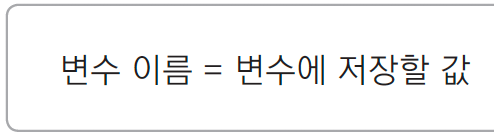 변수 이름 = 변수에 저장할 값